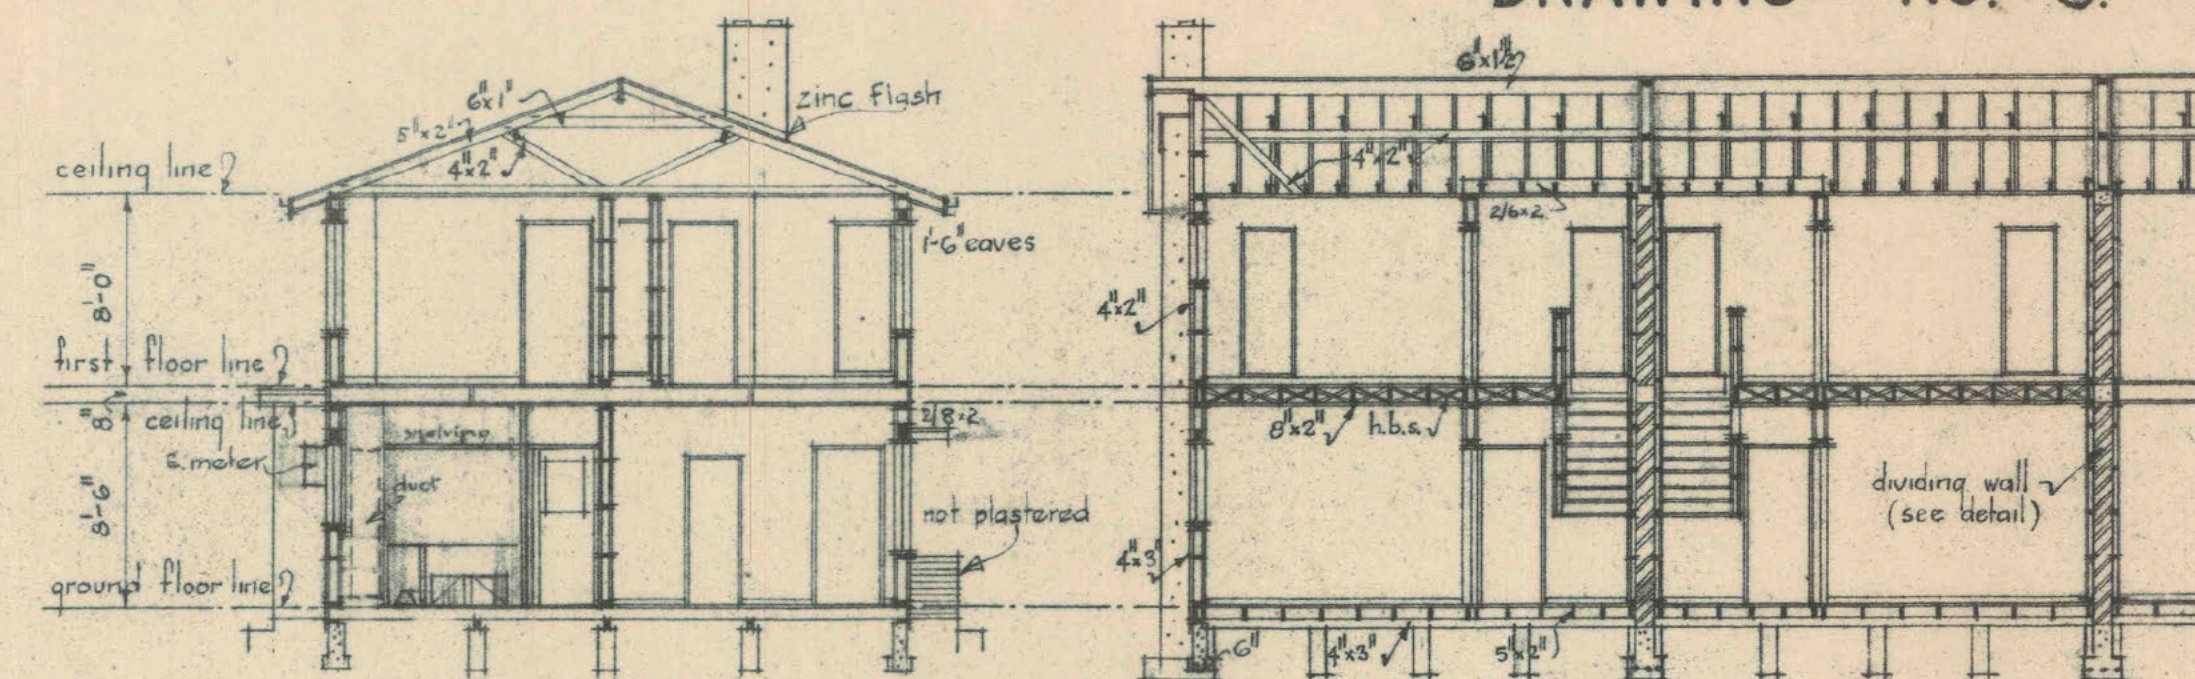 DRAWING NO. 3.
6"x1"
5"x2"
4"x2"
zinc flash
ceiling line
1'-6" eaves
8'-0"
first floor line
8"
ceiling line
shelving
2/8x2
E. meter
duct
8'-6"
not plastered
ground floor line
6"x1½"
4"x2"
2/6x2
4"x2"
8"x2"
h.b.s.
dividing wall
(see detail)
4"x3"
6"
4"x3"
5"x2"